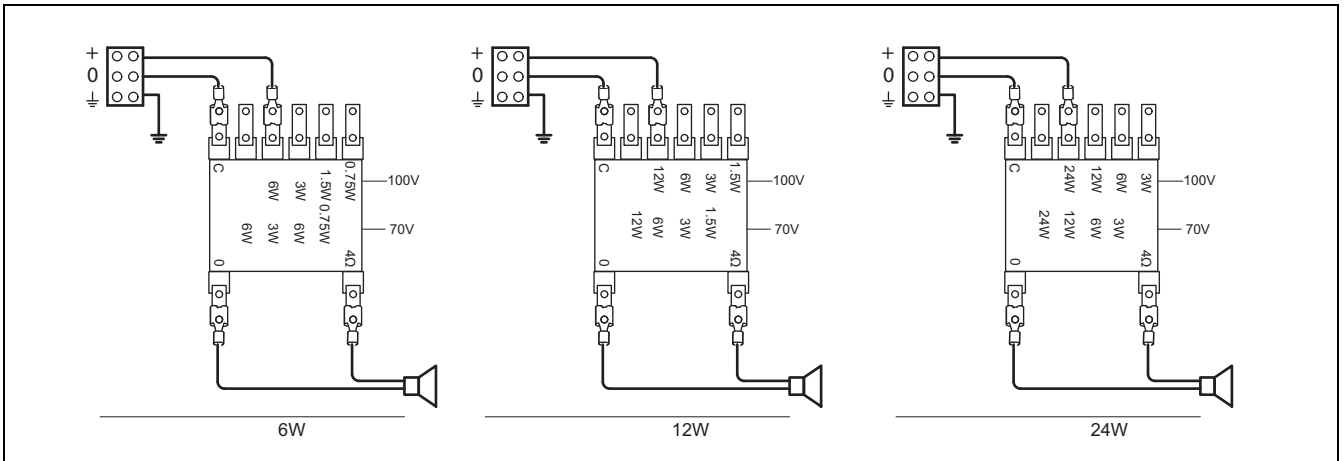 +
0
⏚
C
6W 3W 1.5W 0.75W
100V
6W 3W 6W 0.75W
70V
0 4Ω
6W
+
0
⏚
C
12W 6W 3W 1.5W
100V
12W 6W 3W 1.5W
70V
0 4Ω
12W
+
0
⏚
C
24W 12W 6W 3W
100V
24W 12W 6W 3W
70V
0 4Ω
24W